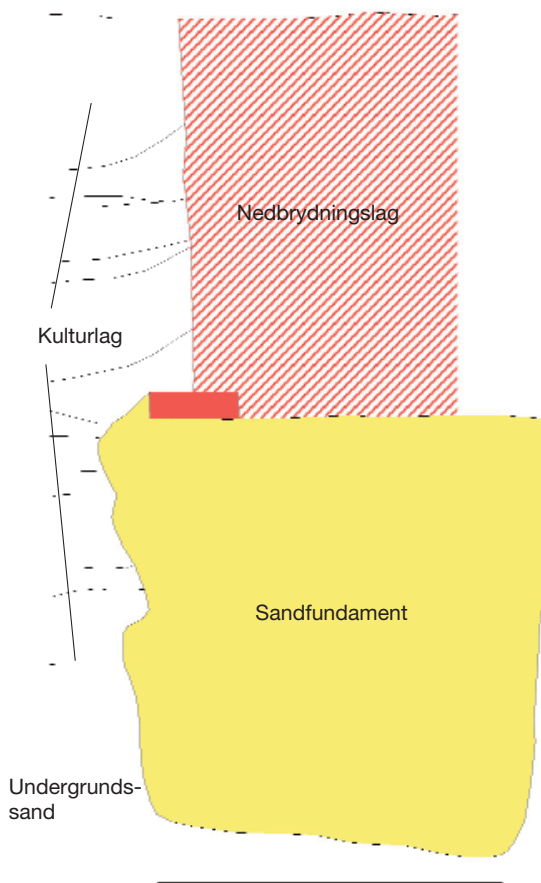 Nedbrydningslag
Kulturlag
Sandfundament
Undergrunds-
sand